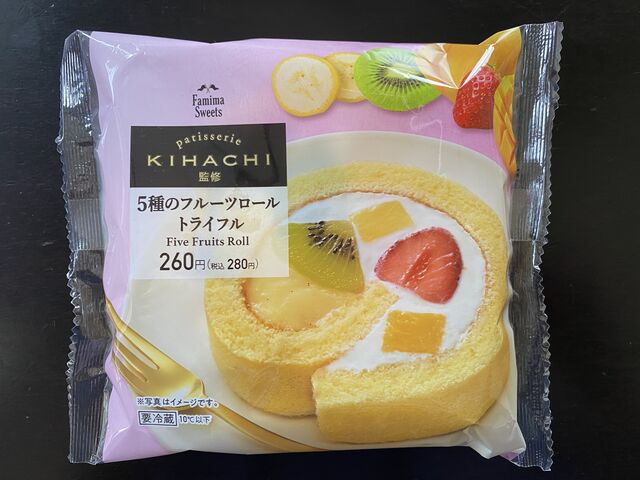 Famima
Sweets
patisserie
KIHACHI
監修
5種のフルーツロール
トライフル
Five Fruits Roll
260円(税込 280円)
※写真はイメージです。
要冷蔵 10℃以下